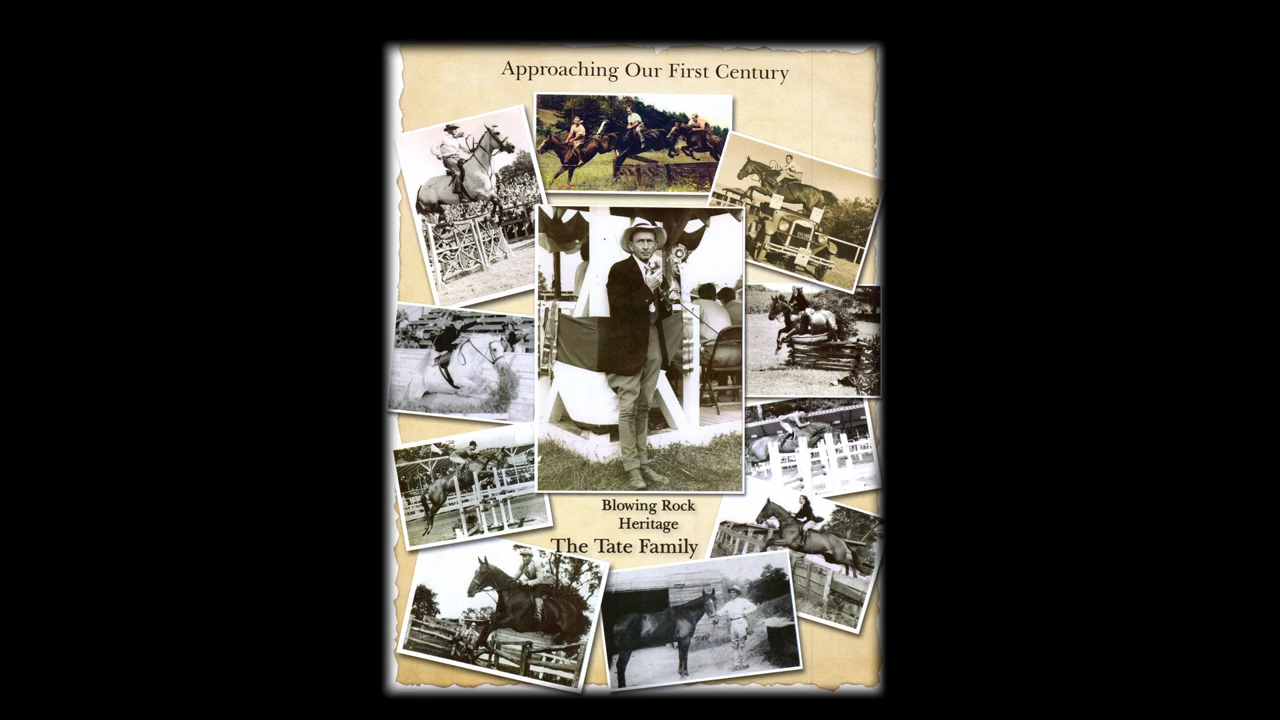 Approaching Our First Century
Blowing Rock
Heritage
The Tate Family